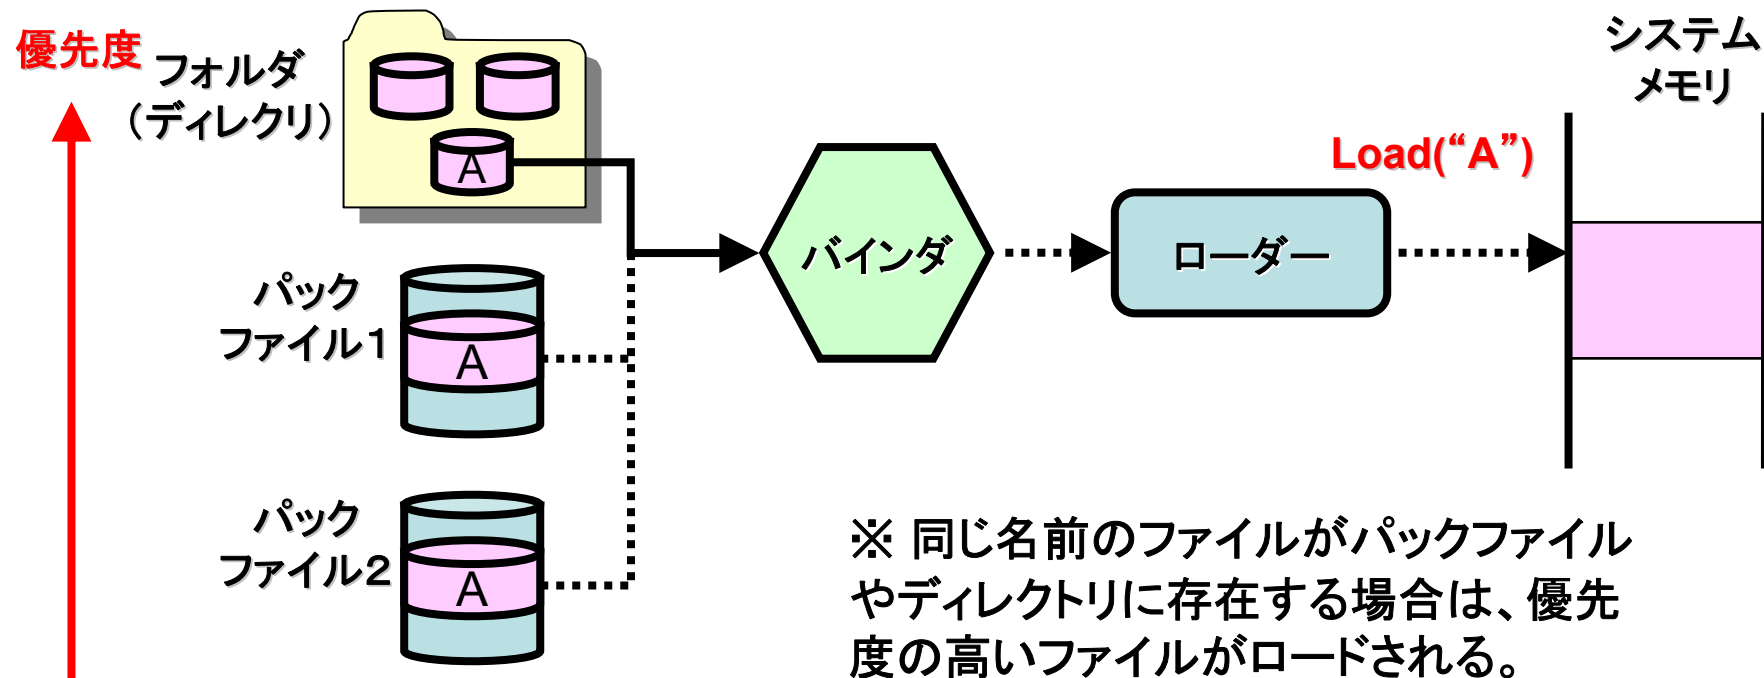 優先度
フォルダ
（ディレクリ）
A
パック
ファイル１
A
パック
ファイル２
A
バインダ
ローダー
Load(“A”)
システム
メモリ
※ 同じ名前のファイルがパックファイル
やディレクトリに存在する場合は、優先
度の高いファイルがロードされる。